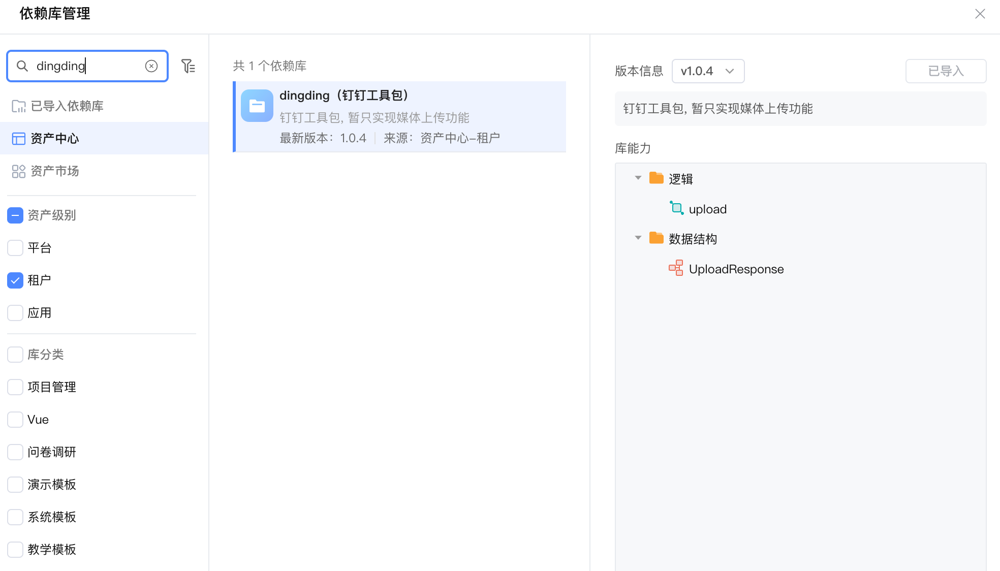 依赖库管理
dingding
已导入依赖库
资产中心
资产市场
资产级别
平台
租户
应用
库分类
项目管理
Vue
问卷调研
演示模板
系统模板
教学模板
共 1 个依赖库
dingding（钉钉工具包）
钉钉工具包, 暂只实现媒体上传功能
最新版本：1.0.4 来源：资产中心-租户
版本信息 v1.0.4 已导入
钉钉工具包, 暂只实现媒体上传功能
库能力
逻辑
upload
数据结构
UploadResponse